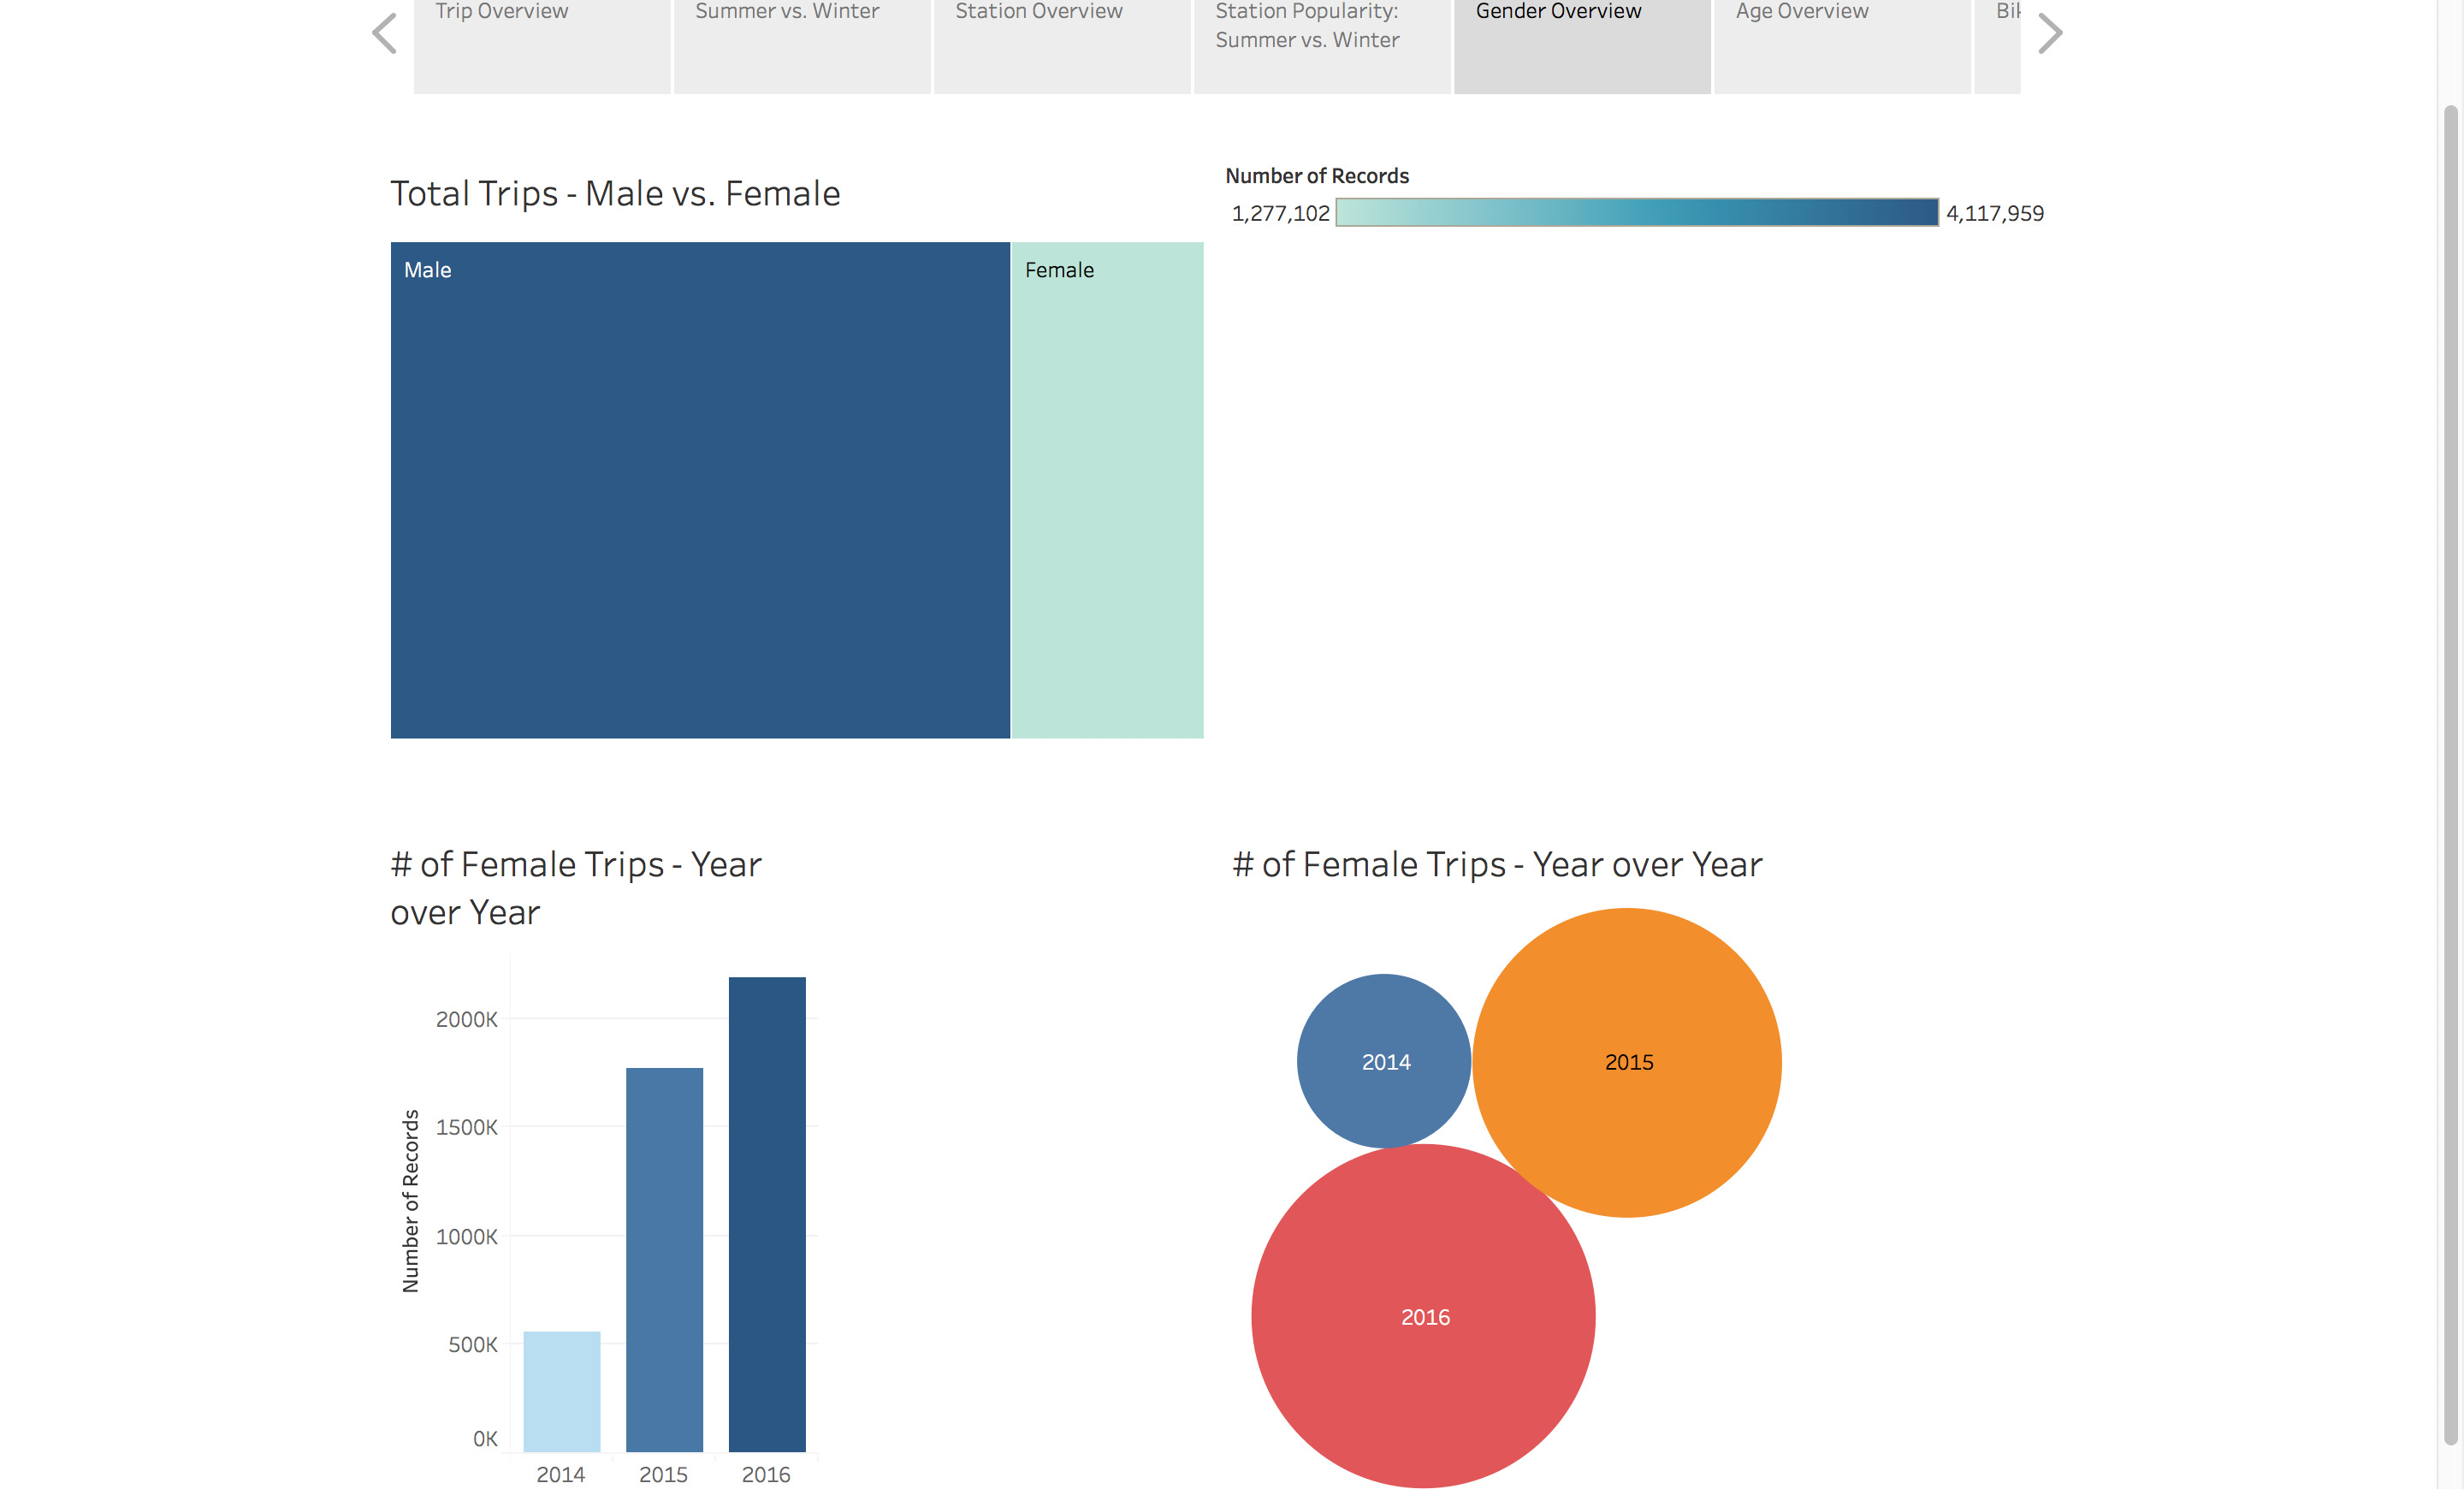 Trip Overview
Summer vs. Winter
Station Overview
Station Popularity:
Summer vs. Winter
Gender Overview
Age Overview
Total Trips - Male vs. Female
Number of Records
1,277,102
4,117,959
Male
Female
# of Female Trips - Year
over Year
Number of Records
2000K
1500K
1000K
500K
0K
2014
2015
2016
# of Female Trips - Year over Year
2014
2015
2016